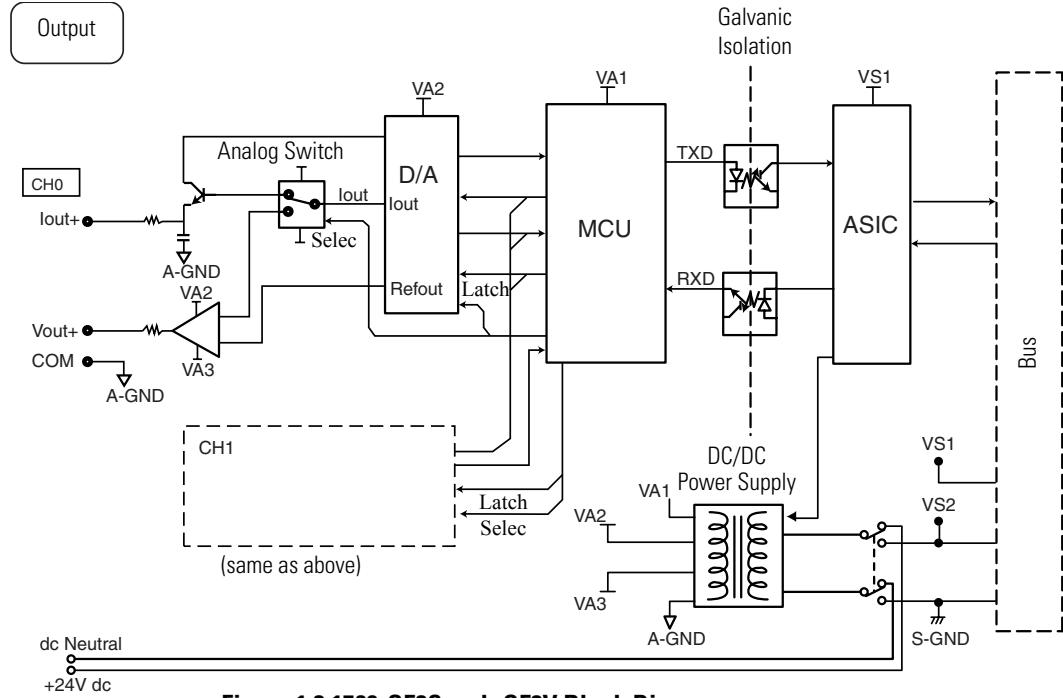 Output
Galvanic
Isolation
VA2
VA1
VS1
Analog Switch
D/A
TXD
CH0
Iout
Iout
Iout+
MCU
ASIC
Selec
A-GND
RXD
VA2
Refout
Latch
Vout+
Bus
COM
VA3
A-GND
CH1
DC/DC
VS1
Power Supply
VA1
Latch
VA2
VS2
Selec
(same as above)
VA3
A-GND
S-GND
dc Neutral
+24V dc